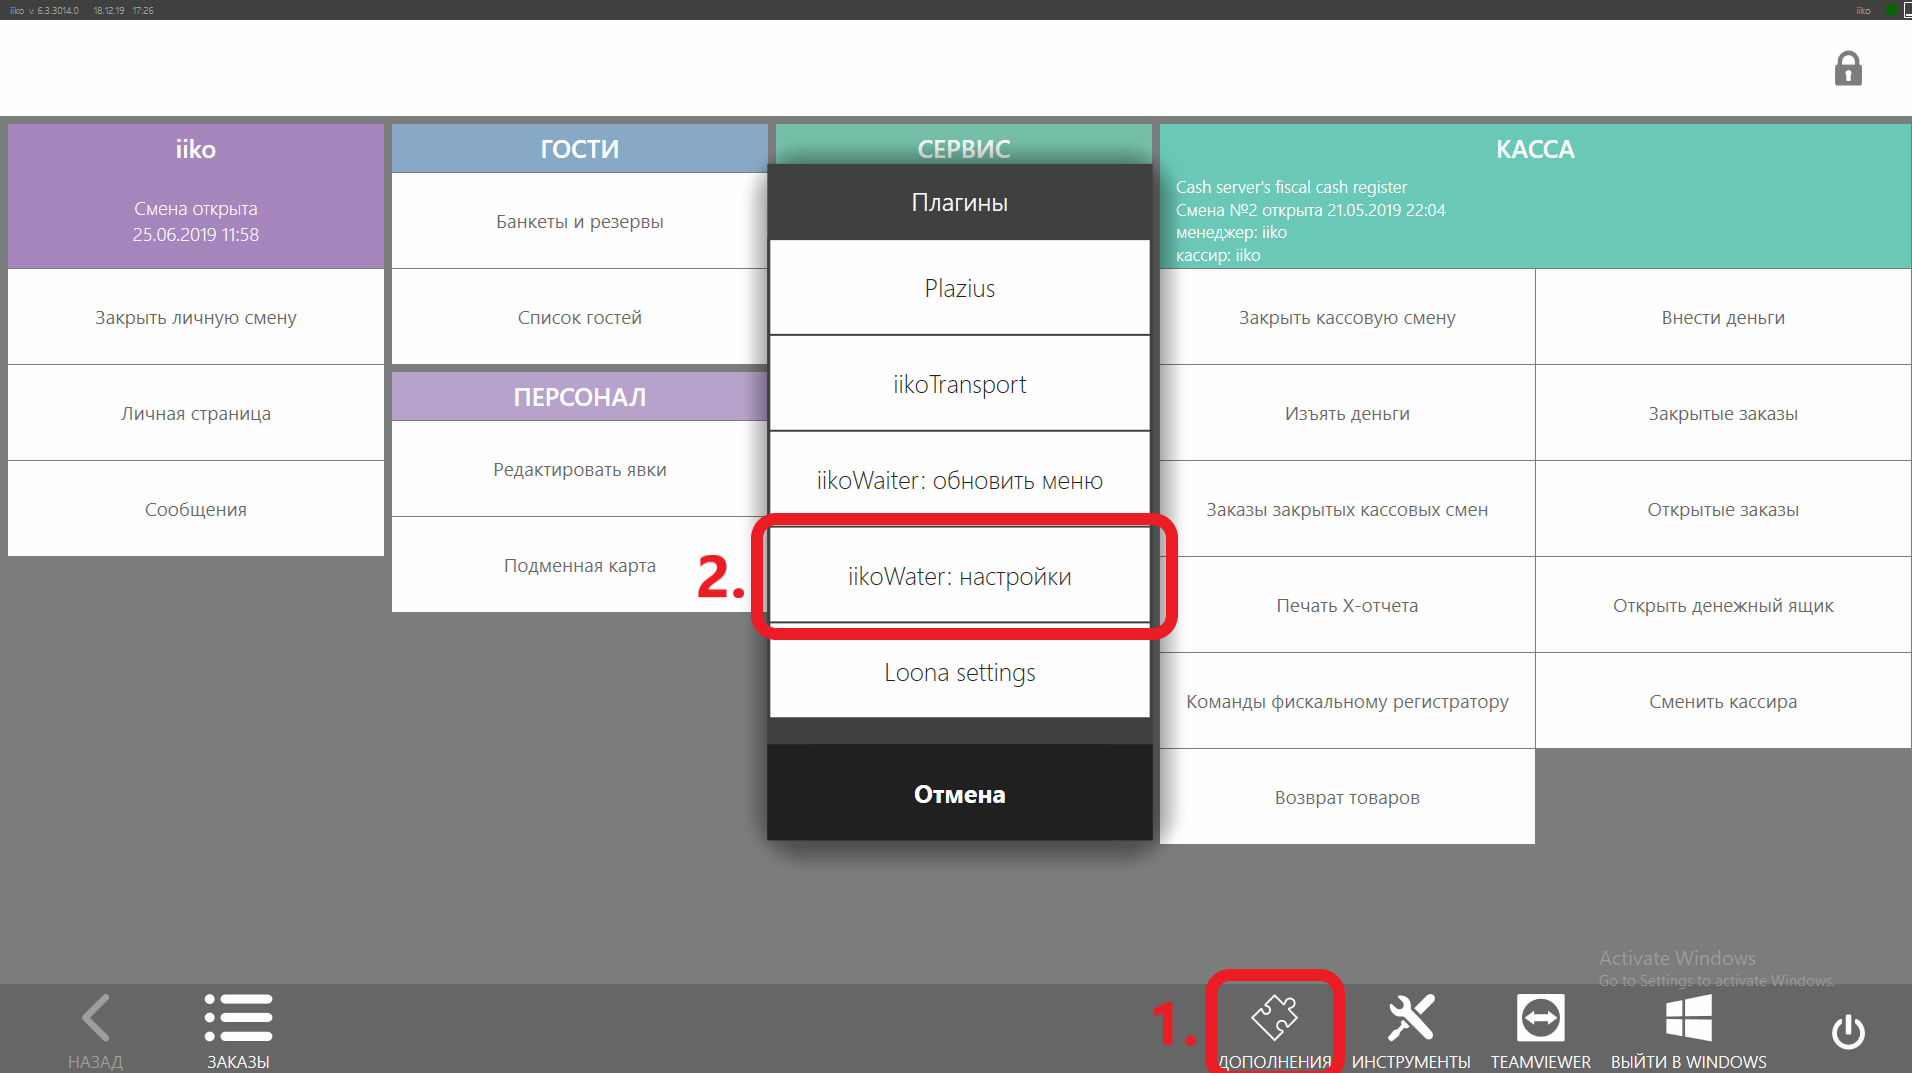 iiko v. 6.3.3014.0 18.12.19 17:26
iiko
iiko
Смена открыта
25.06.2019 11:58
Закрыть личную смену
Личная страница
Сообщения
ГОСТИ
Банкеты и резервы
Список гостей
ПЕРСОНАЛ
Редактировать явки
Подменная карта
СЕРВИС
Плагины
Plazius
iikoTransport
iikoWaiter: обновить меню
2.
iikoWater: настройки
Loona settings
Отмена
КАССА
Cash server's fiscal cash register
Смена №2 открыта 21.05.2019 22:04
менеджер: iiko
кассир: iiko
Закрыть кассовую смену
Внести деньги
Изъять деньги
Закрытые заказы
Заказы закрытых кассовых смен
Открытые заказы
Печать X-отчета
Открыть денежный ящик
Команды фискальному регистратору
Сменить кассира
Возврат товаров
Activate Windows
Go to Settings to activate Windows.
НАЗАД
ЗАКАЗЫ
1.
ДОПОЛНЕНИЯ
ИНСТРУМЕНТЫ
TEAMVIEWER
ВЫЙТИ В WINDOWS